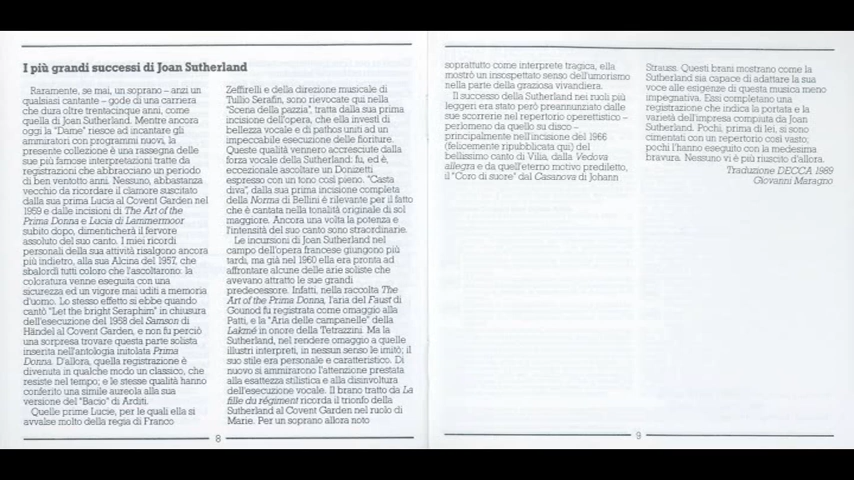 I più grandi successi di Joan Sutherland
Raramente, se mai, un soprano – anzi un
qualsiasi cantante – gode di una carriera
che dura oltre trentacinque anni, come
quella di Joan Sutherland. Mentre ancora
oggi la "Dame" riesce ad incantare gli
ammiratori con programmi nuovi, la
presente collezione è una rassegna delle
sue più famose interpretazioni tratte da
registrazioni che abbracciano un periodo
di ben ventotto anni. Nessuno, abbastanza
vecchio da ricordare il clamore suscitato
dalla sua prima Lucia al Covent Garden nel
1959 e dalle incisioni di The Art of the
Prima Donna e Lucia di Lammermoor
subito dopo, dimenticherà il fervore
assoluto del suo canto. I miei ricordi
personali della sua attività risalgono ancora
più indietro, alla sua Alcina del 1957, che
sbalordì tutti coloro che l'ascoltarono: la
coloratura venne eseguita con una
sicurezza ed un vigore mai uditi a memoria
d'uomo. Lo stesso effetto si ebbe quando
cantò "Let the bright Seraphim" in chiusura
dell'esecuzione del 1958 del Samson di
Händel al Covent Garden, e non fu perciò
una sorpresa trovare questa parte solista
inserita nell'antologia initolata Prima
Donna. D'allora, quella registrazione è
divenuta in qualche modo un classico, che
resiste nel tempo; e le stesse qualità hanno
conferito una simile aureola alla sua
versione del "Bacio" di Arditi.
Quelle prime Lucie, per le quali ella si
avvalse molto della regia di Franco
Zeffirelli e della direzione musicale di
Tullio Serafin, sono rievocate qui nella
"Scena della pazzia", tratta dalla sua prima
incisione dell'opera, che ella investì di
bellezza vocale e di pathos uniti ad un
impeccabile esecuzione delle fioriture.
Queste qualità vennero accresciute dalla
forza vocale della Sutherland: fu, ed è,
eccezionale ascoltare un Donizetti
espresso con un tono così pieno. "Casta
diva", dalla sua prima incisione completa
della Norma di Bellini è rilevante per il fatto
che è cantata nella tonalità originale di sol
maggiore. Ancora una volta la potenza e
l'intensità del suo canto sono straordinarie.
Le incursioni di Joan Sutherland nel
campo dell'opera francese giungono più
tardi, ma già nel 1960 ella era pronta ad
affrontare alcune delle arie soliste che
avevano attratto le sue grandi
predecessore. Infatti, nella raccolta The
Art of the Prima Donna, l'aria del Faust di
Gounod fu registrata come omaggio alla
Patti, e la "Aria delle campanelle" della
Lakmé in onore della Tetrazzini. Ma la
Sutherland, nel rendere omaggio a quelle
illustri interpreti, in nessun senso le imitò; il
suo stile era personale e caratteristico. Di
nuovo si ammirarono l'attenzione prestata
alla esattezza stilistica e alla disinvoltura
dell'esecuzione vocale. Il brano tratto da La
fille du régiment ricorda il trionfo della
Sutherland al Covent Garden nel ruolo di
Marie. Per un soprano allora noto
8
soprattutto come interprete tragica, ella
mostrò un insospettato senso dell'umorismo
nella parte della graziosa vivandiera.
Il successo della Sutherland nei ruoli più
leggeri era stato però preannunziato dalle
sue scorrerie nel repertorio operettistico –
perlomeno da quello su disco –
principalmente nell'incisione del 1966
(felicemente ripubblicata qui) del
bellissimo canto di Vilia, dalla Vedova
allegra e da quell'eterno motivo prediletto,
il "Coro di suore" dal Casanova di Johann
Strauss. Questi brani mostrano come la
Sutherland sia capace di adattare la sua
voce alle esigenze di questa musica meno
impegnativa. Essi completano una
registrazione che indica la portata e la
varietà dell'impresa compiuta da Joan
Sutherland. Pochi, prima di lei, si sono
cimentati con un repertorio così vasto;
pochi l'hanno eseguito con la medesima
bravura. Nessuno vi è più riuscito d'allora.
Traduzione DECCA 1989
Giovanni Maragno
9